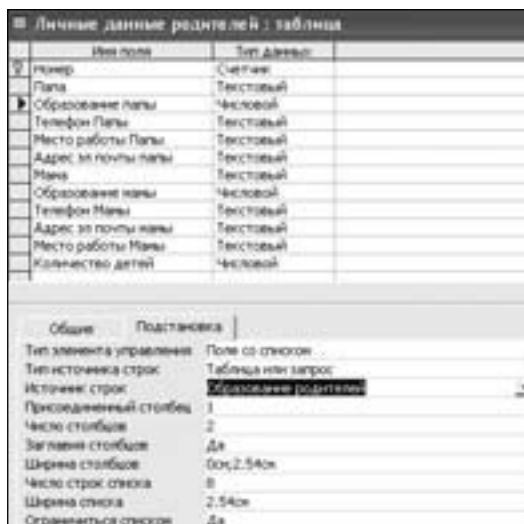 Личные данные родителей : таблица
Имя поля Тип данных
Номер Счетчик
Папа Текстовый
Образование папы Числовой
Телефон Папы Текстовый
Место работы Папы Текстовый
Адрес эл почты папы Текстовый
Мама Текстовый
Образование мамы Числовой
Телефон Мамы Текстовый
Адрес эл почты мамы Текстовый
Место работы Мамы Текстовый
Количество детей Числовой
Общие Подстановка
Тип элемента управления Поле со списком
Тип источника строк Таблица или запрос
Источник строк Образование родителей
Присоединенный столбец 1
Число столбцов 2
Заглавия столбцов Да
Ширина столбцов 0см;2.54см
Число строк списка 8
Ширина списка 2.54см
Ограничиться списком Да